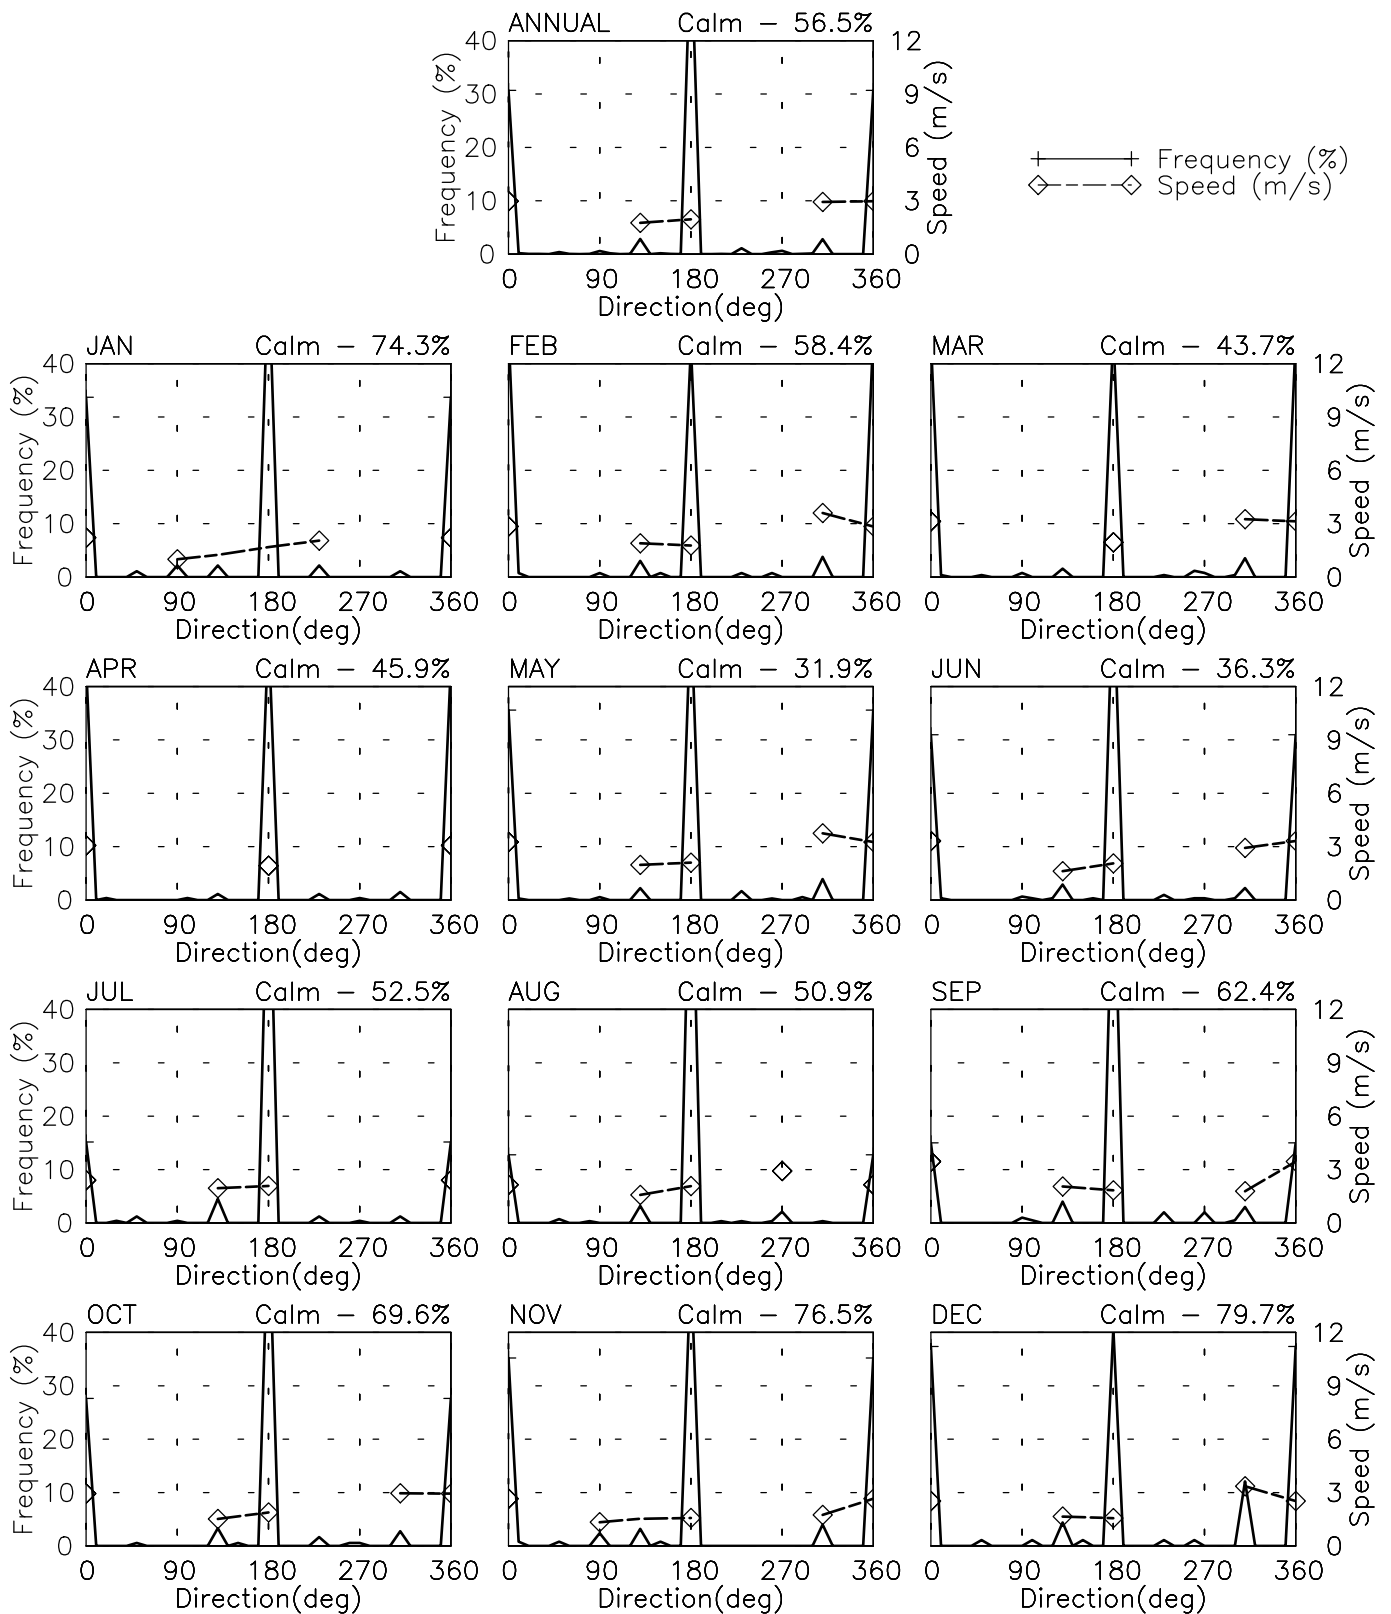 ANNUAL Calm – 56.5%
40 12
30 9
20 6
10 3
0 0
Frequency (%)
Speed (m/s)
0 90 180 270 360
Direction(deg)
Frequency (%)
Speed (m/s)
JAN Calm – 74.3% FEB Calm – 58.4% MAR Calm – 43.7%
40 12
30 9
20 6
10 3
0 0
Frequency (%)
Speed (m/s)
0 90 180 270 360 0 90 180 270 360 0 90 180 270 360
Direction(deg) Direction(deg) Direction(deg)
APR Calm – 45.9% MAY Calm – 31.9% JUN Calm – 36.3%
40 12
30 9
20 6
10 3
0 0
Frequency (%)
Speed (m/s)
0 90 180 270 360 0 90 180 270 360 0 90 180 270 360
Direction(deg) Direction(deg) Direction(deg)
JUL Calm – 52.5% AUG Calm – 50.9% SEP Calm – 62.4%
40 12
30 9
20 6
10 3
0 0
Frequency (%)
Speed (m/s)
0 90 180 270 360 0 90 180 270 360 0 90 180 270 360
Direction(deg) Direction(deg) Direction(deg)
OCT Calm – 69.6% NOV Calm – 76.5% DEC Calm – 79.7%
40 12
30 9
20 6
10 3
0 0
Frequency (%)
Speed (m/s)
0 90 180 270 360 0 90 180 270 360 0 90 180 270 360
Direction(deg) Direction(deg) Direction(deg)